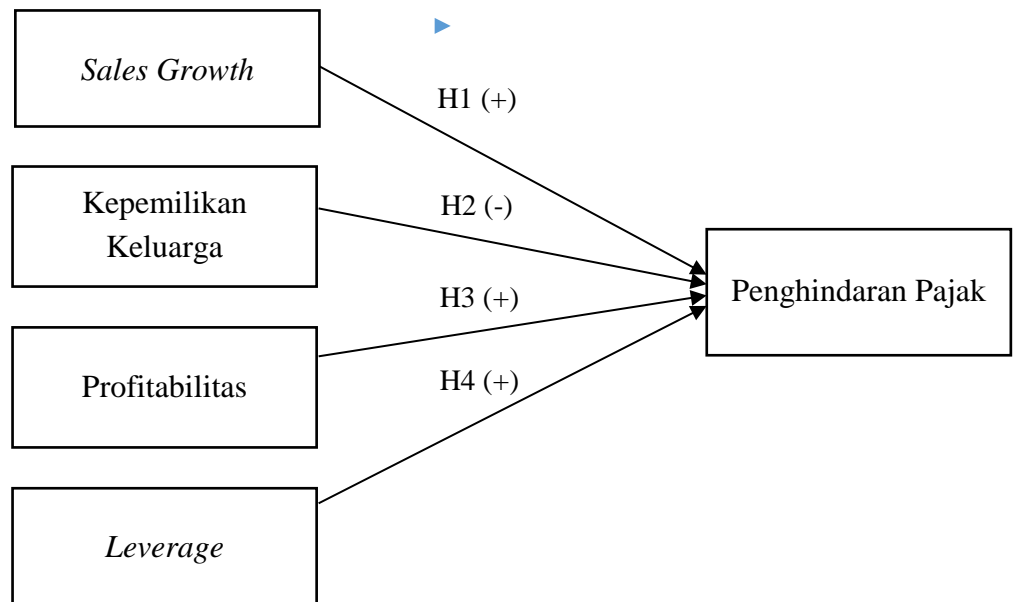 Sales Growth
H1 (+)
Kepemilikan
Keluarga
H2 (-)
Penghindaran Pajak
H3 (+)
Profitabilitas
H4 (+)
Leverage